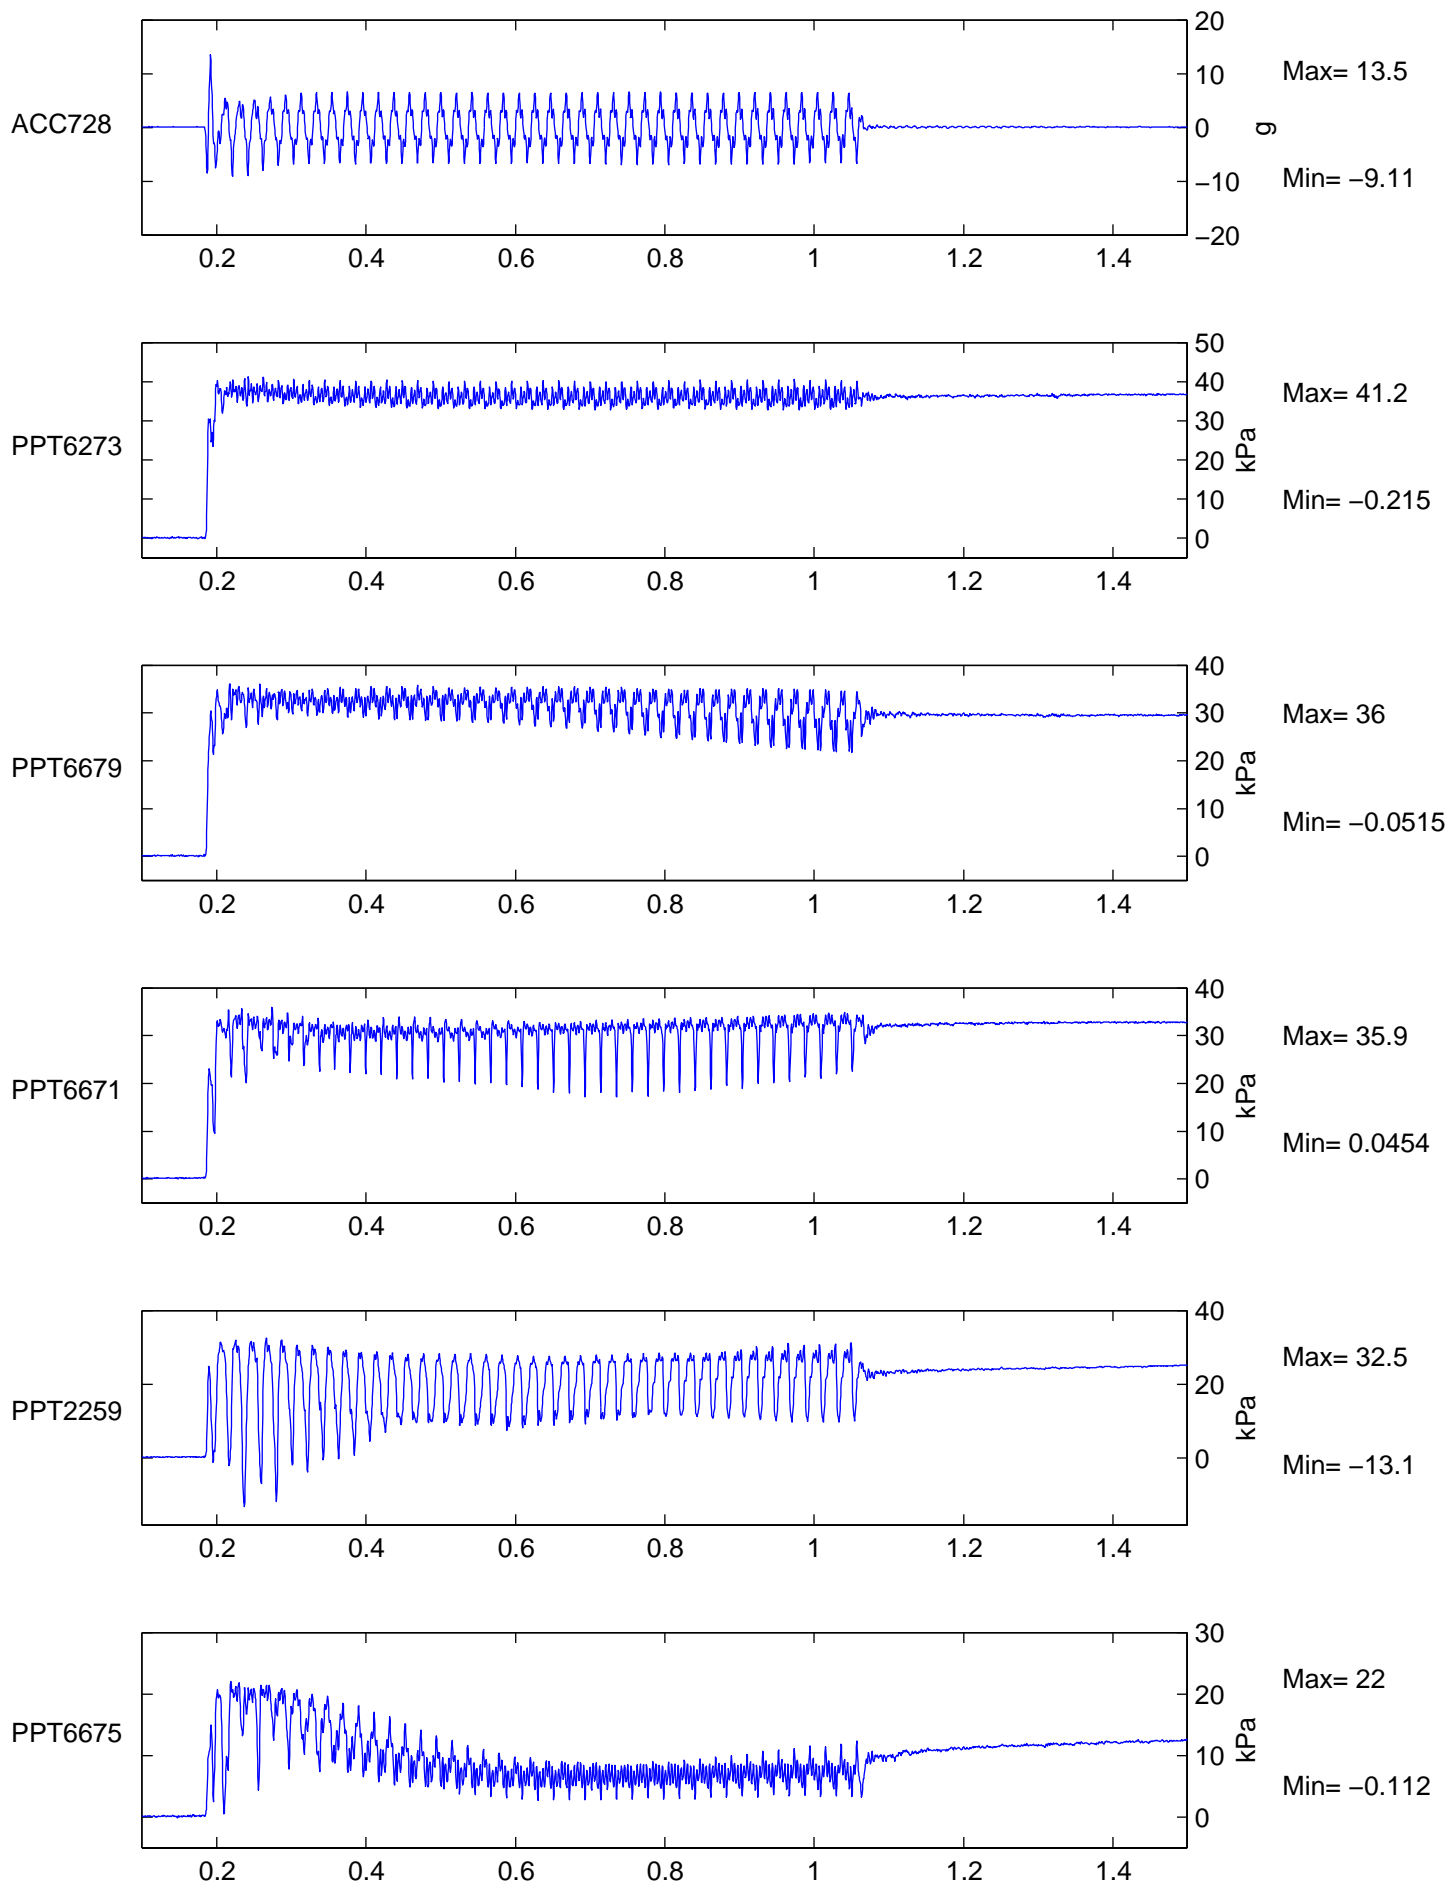 20
10
0
−10
−20
g
ACC728
Max= 13.5
Min= −9.11
0.2 0.4 0.6 0.8 1 1.2 1.4
50
40
30
20
10
0
kPa
PPT6273
Max= 41.2
Min= −0.215
0.2 0.4 0.6 0.8 1 1.2 1.4
40
30
20
10
0
kPa
PPT6679
Max= 36
Min= −0.0515
0.2 0.4 0.6 0.8 1 1.2 1.4
40
30
20
10
0
kPa
PPT6671
Max= 35.9
Min= 0.0454
0.2 0.4 0.6 0.8 1 1.2 1.4
40
20
0
kPa
PPT2259
Max= 32.5
Min= −13.1
0.2 0.4 0.6 0.8 1 1.2 1.4
30
20
10
0
kPa
PPT6675
Max= 22
Min= −0.112
0.2 0.4 0.6 0.8 1 1.2 1.4